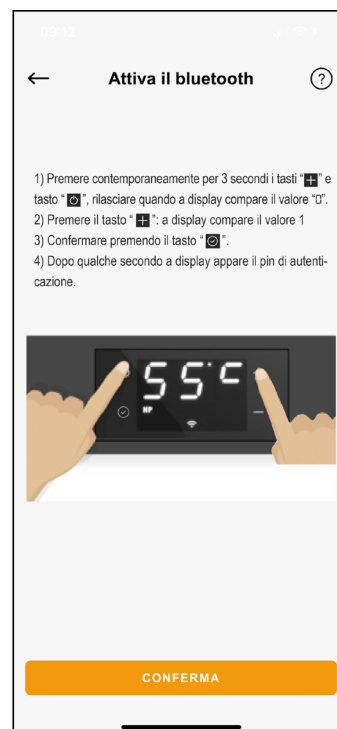 09:12
Attiva il bluetooth
?
1) Premere contemporaneamente per 3 secondi i tasti “+” e
tasto “ ”, rilasciare quando a display compare il valore “0”.
2) Premere il tasto “ + ”: a display compare il valore 1
3) Confermare premendo il tasto “ ”.
4) Dopo qualche secondo a display appare il pin di autenti-
cazione.
55°C
HP
CONFERMA